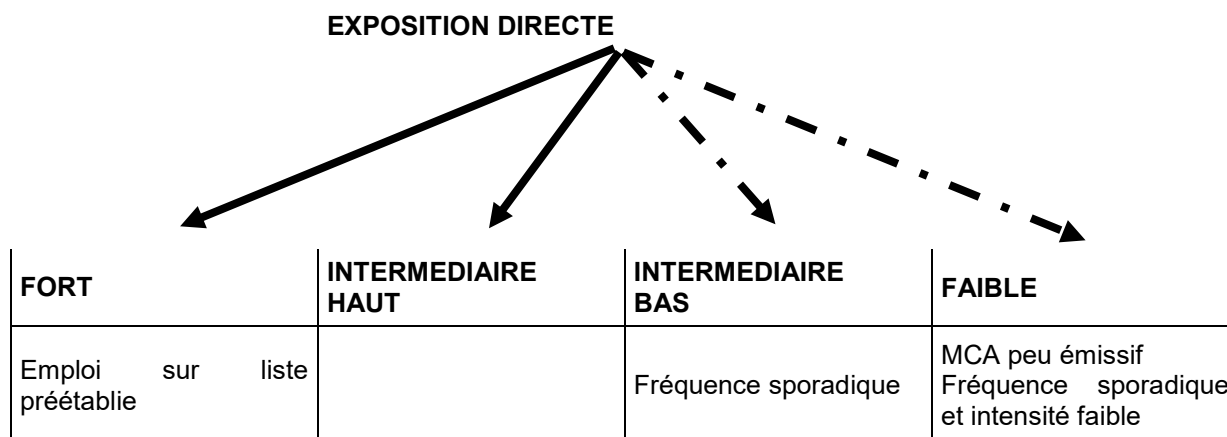 EXPOSITION DIRECTE
FORT
INTERMEDIAIRE
HAUT
INTERMEDIAIRE
BAS
FAIBLE
Emploi sur liste
préétablie
Fréquence sporadique
MCA peu émissif
Fréquence sporadique
et intensité faible